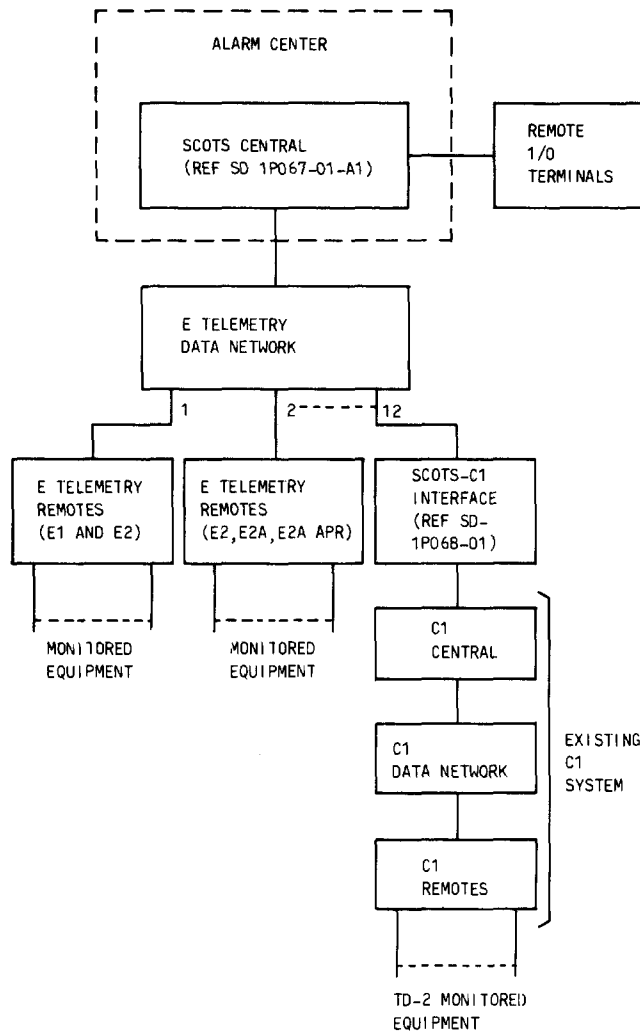 ALARM CENTER
SCOTS CENTRAL
(REF SD 1P067-01-A1)
REMOTE
1/O
TERMINALS
E TELEMETRY
DATA NETWORK
1
2
12
E TELEMETRY
REMOTES
(E1 AND E2)
E TELEMETRY
REMOTES
(E2,E2A,E2A APR)
SCOTS-C1
INTERFACE
(REF SD-
1P068-01)
MONITORED
EQUIPMENT
MONITORED
EQUIPMENT
C1
CENTRAL
C1
DATA NETWORK
C1
REMOTES
EXISTING
C1
SYSTEM
TD-2 MONITORED
EQUIPMENT